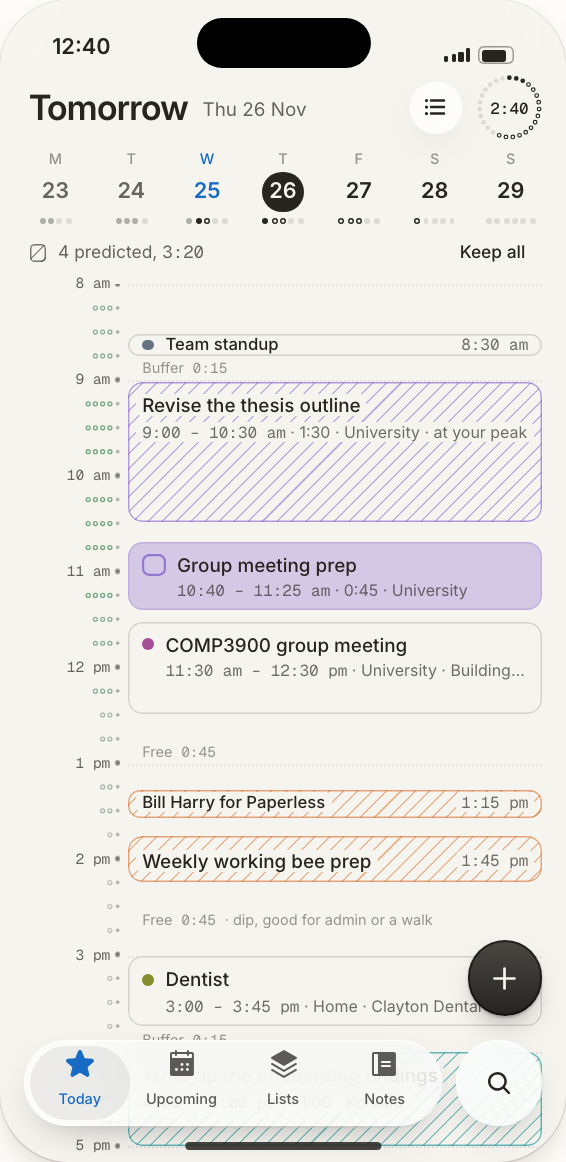 12:40
Tomorrow Thu 26 Nov
2:40
M T W T F S S
23 24 25 26 27 28 29
4 predicted, 3:20 Keep all
8 am
Team standup 8:30 am
Buffer 0:15
9 am
Revise the thesis outline
9:00 – 10:30 am · 1:30 · University · at your peak
10 am
Group meeting prep
11 am
10:40 – 11:25 am · 0:45 · University
COMP3900 group meeting
12 pm
11:30 am – 12:30 pm · University · Building...
Free 0:45
1 pm
Bill Harry for Paperless 1:15 pm
2 pm
Weekly working bee prep 1:45 pm
Free 0:45 · dip, good for admin or a walk
3 pm
Dentist
3:00 – 3:45 pm · Home · Clayton Dental
Buffer 0:15
Write up the onboarding findings
Today Upcoming Lists Notes
5 pm